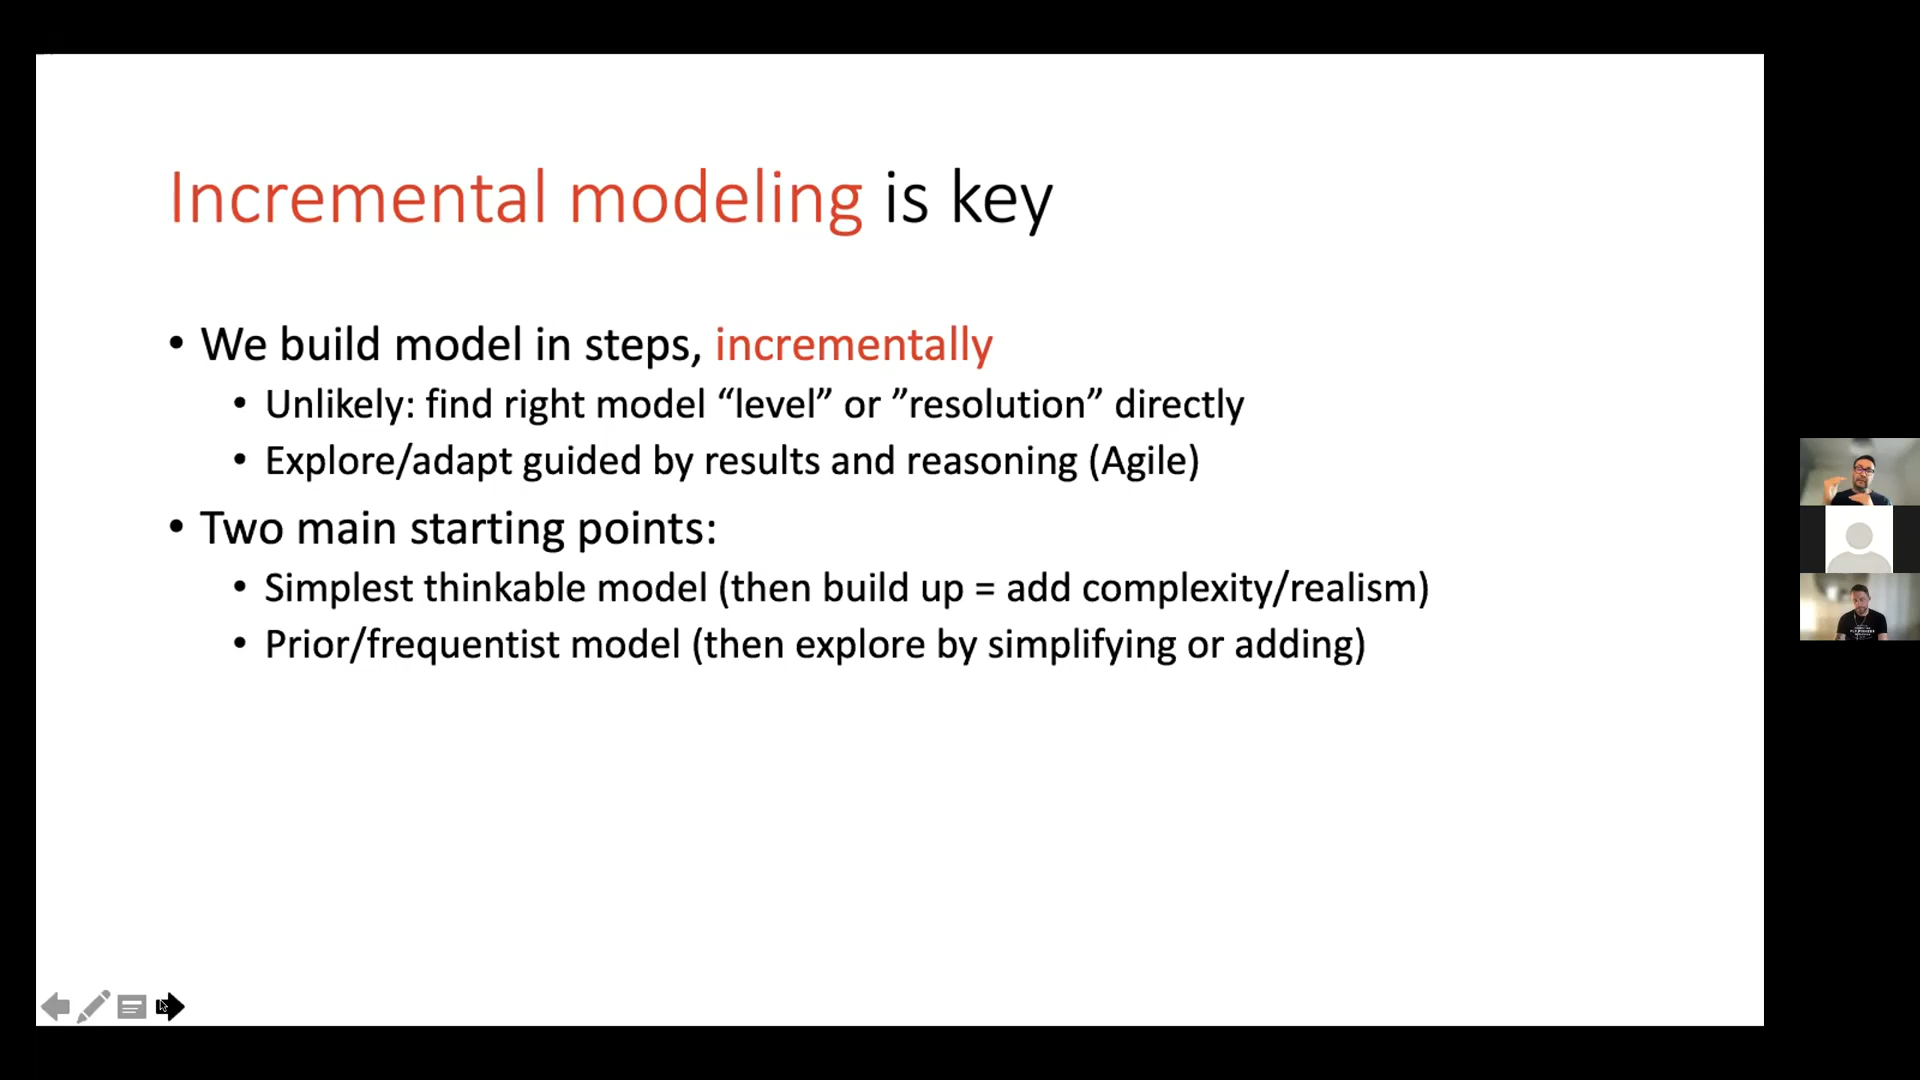 Incremental modeling is key
• We build model in steps, incrementally
• Unlikely: find right model “level” or ”resolution” directly
• Explore/adapt guided by results and reasoning (Agile)
• Two main starting points:
• Simplest thinkable model (then build up = add complexity/realism)
• Prior/frequentist model (then explore by simplifying or adding)